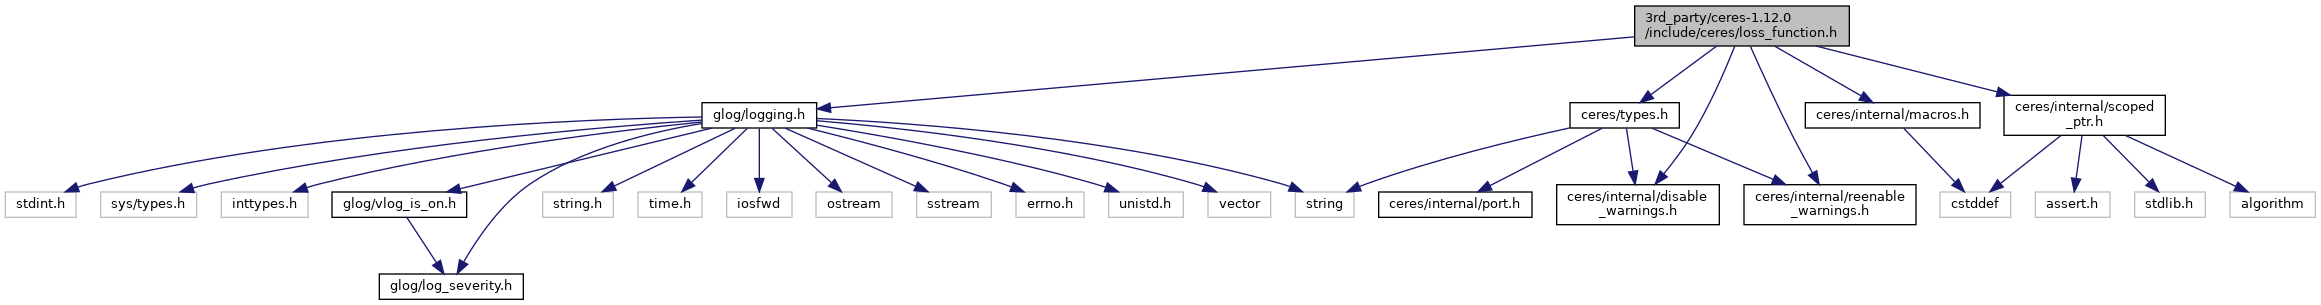 3rd_party/ceres-1.12.0
/include/ceres/loss_function.h
glog/logging.h
ceres/types.h
ceres/internal/macros.h
ceres/internal/scoped
_ptr.h
stdint.h
sys/types.h
inttypes.h
glog/vlog_is_on.h
string.h
time.h
iosfwd
ostream
sstream
errno.h
unistd.h
vector
string
ceres/internal/port.h
ceres/internal/disable
_warnings.h
ceres/internal/reenable
_warnings.h
cstddef
assert.h
stdlib.h
algorithm
glog/log_severity.h